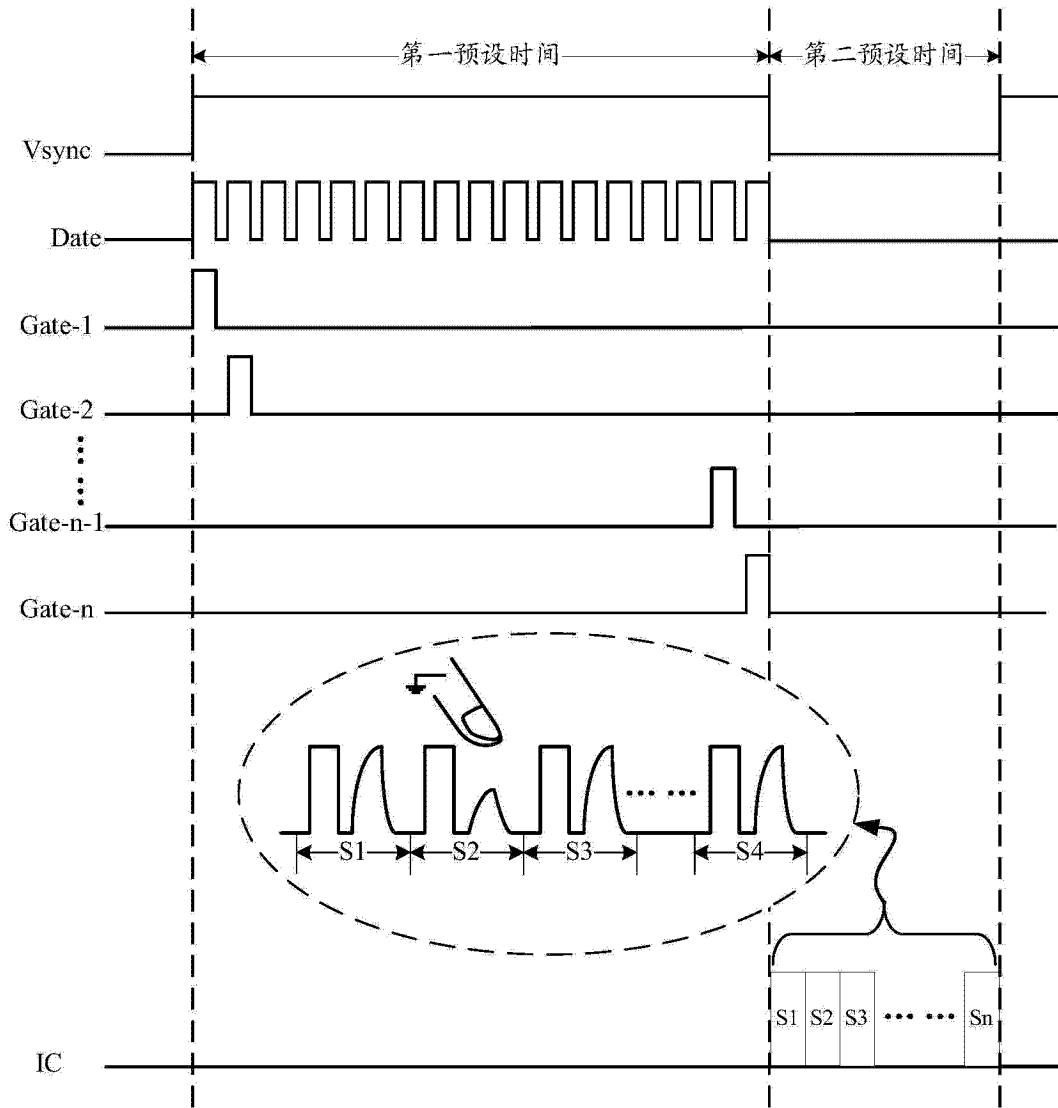 第一预设时间
第二预设时间
Vsync
Date
Gate-1
Gate-2
Gate-n-1
Gate-n
S1
S2
S3
S4
S1
S2
S3
Sn
IC